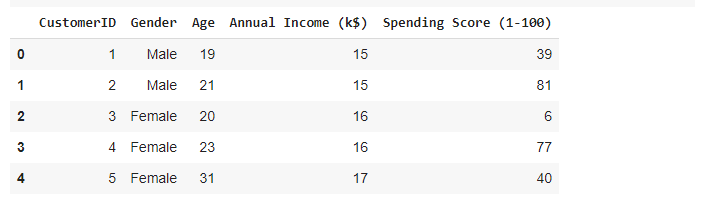 CustomerID Gender Age Annual Income (k$) Spending Score (1-100)
0 1 Male 19 15 39
1 2 Male 21 15 81
2 3 Female 20 16 6
3 4 Female 23 16 77
4 5 Female 31 17 40